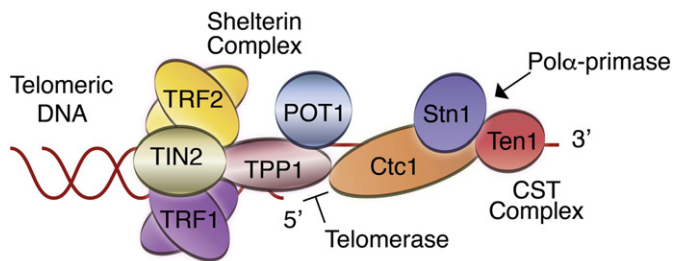 Shelterin
Complex
Telomeric
DNA
TRF2
POT1
Stn1
Polα-primase
TIN2
TPP1
Ctc1
Ten1
3’
TRF1
5’
CST
Complex
Telomerase